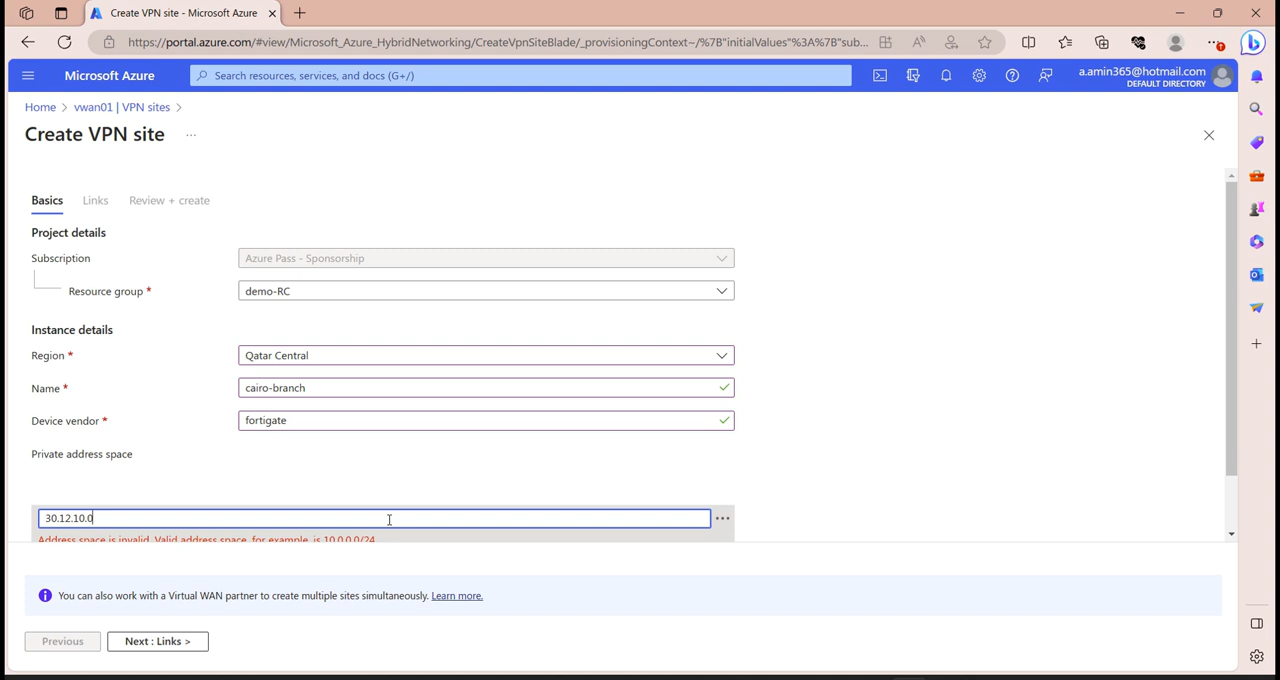 Create VPN site - Microsoft Azure
https://portal.azure.com/#view/Microsoft_Azure_HybridNetworking/CreateVpnSiteBlade/_provisioningContext~/%7B"initialValues"%3A%7B"sub...
Microsoft Azure
Search resources, services, and docs (G+/)
a.amin365@hotmail.com
DEFAULT DIRECTORY
Home > vwan01 | VPN sites >
Create VPN site ...
Basics Links Review + create
Project details
Subscription
Azure Pass - Sponsorship
Resource group *
demo-RC
Instance details
Region *
Qatar Central
Name *
cairo-branch
Device vendor *
fortigate
Private address space
30.12.10.0
Address space is invalid. Valid address space, for example, is 10.0.0.0/24
You can also work with a Virtual WAN partner to create multiple sites simultaneously. Learn more.
Previous
Next : Links >